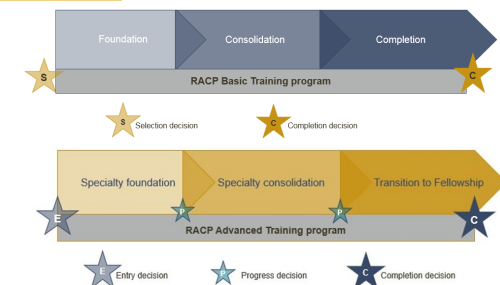 Foundation
Consolidation
Completion
S
RACP Basic Training program
C
S
Selection decision
C
Completion decision
Specialty foundation
Specialty consolidation
Transition to Fellowship
E
P
P
C
RACP Advanced Training program
E
Entry decision
P
Progress decision
C
Completion decision